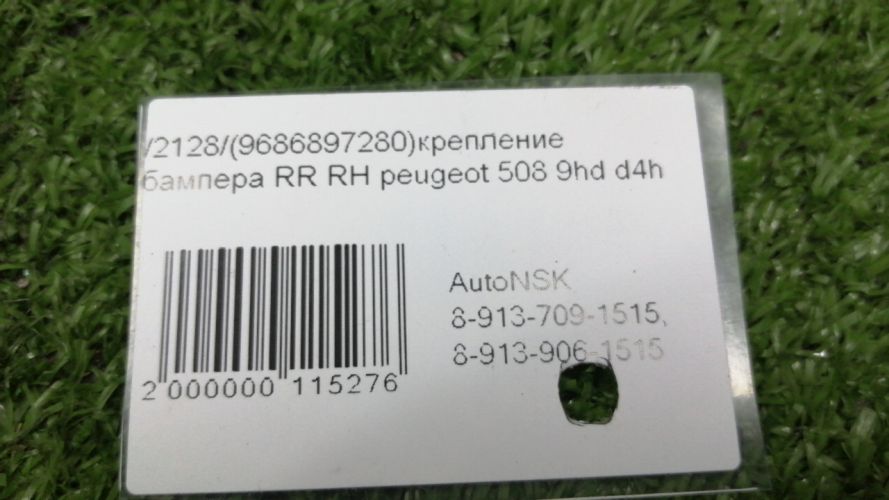 /2128/(9686897280)крепление
бампера RR RH peugeot 508 9hd d4h
AutoNSK
8-913-709-1515,
8-913-906-1515
2 000000 115276